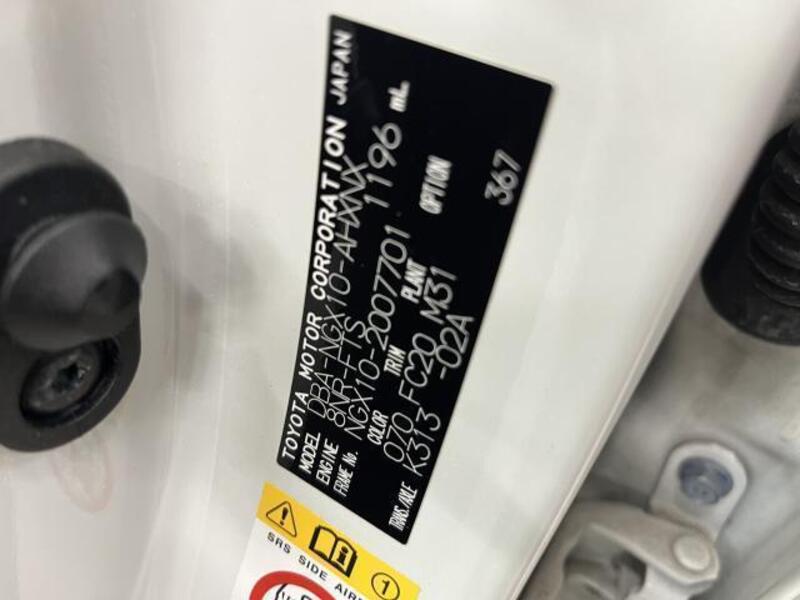 TOYOTA MOTOR CORPORATION JAPAN
MODEL DBA-NGX10-AHXNX
ENGINE 8NR-FTS 1196 mL
FRAME No. NGX10-2007701
COLOR TRIM PLANT OPTION
070 FC20 M31
TRANS./AXLE K313 -02A 367
SRS SIDE
1